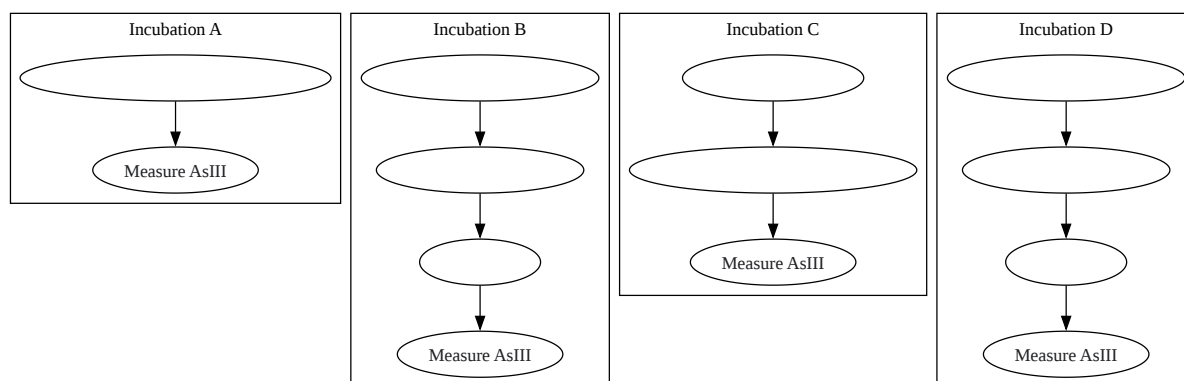 Incubation A
Measure AsIII
Incubation B
Measure AsIII
Incubation C
Measure AsIII
Incubation D
Measure AsIII